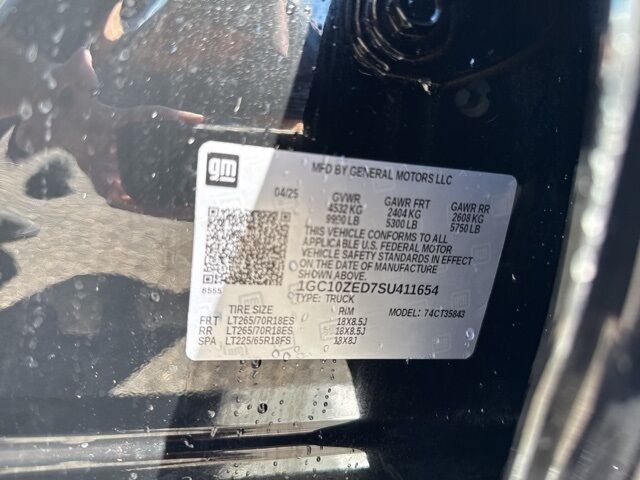 gm
MFD BY GENERAL MOTORS LLC
04/25 GVWR GAWR FRT GAWR RR
4532 KG 2404 KG 2608 KG
9990 LB 5300 LB 5750 LB
THIS VEHICLE CONFORMS TO ALL
APPLICABLE U.S. FEDERAL MOTOR
VEHICLE SAFETY STANDARDS IN EFFECT
ON THE DATE OF MANUFACTURE
SHOWN ABOVE.
1GC10ZED7SU411654
TYPE: TRUCK MODEL: 74CT35843
TIRE SIZE RIM
FRT LT265/70R18ES 18X8.5J
RR LT265/70R18ES 18X8.5J
SPA LT225/65R18FS 18X8J